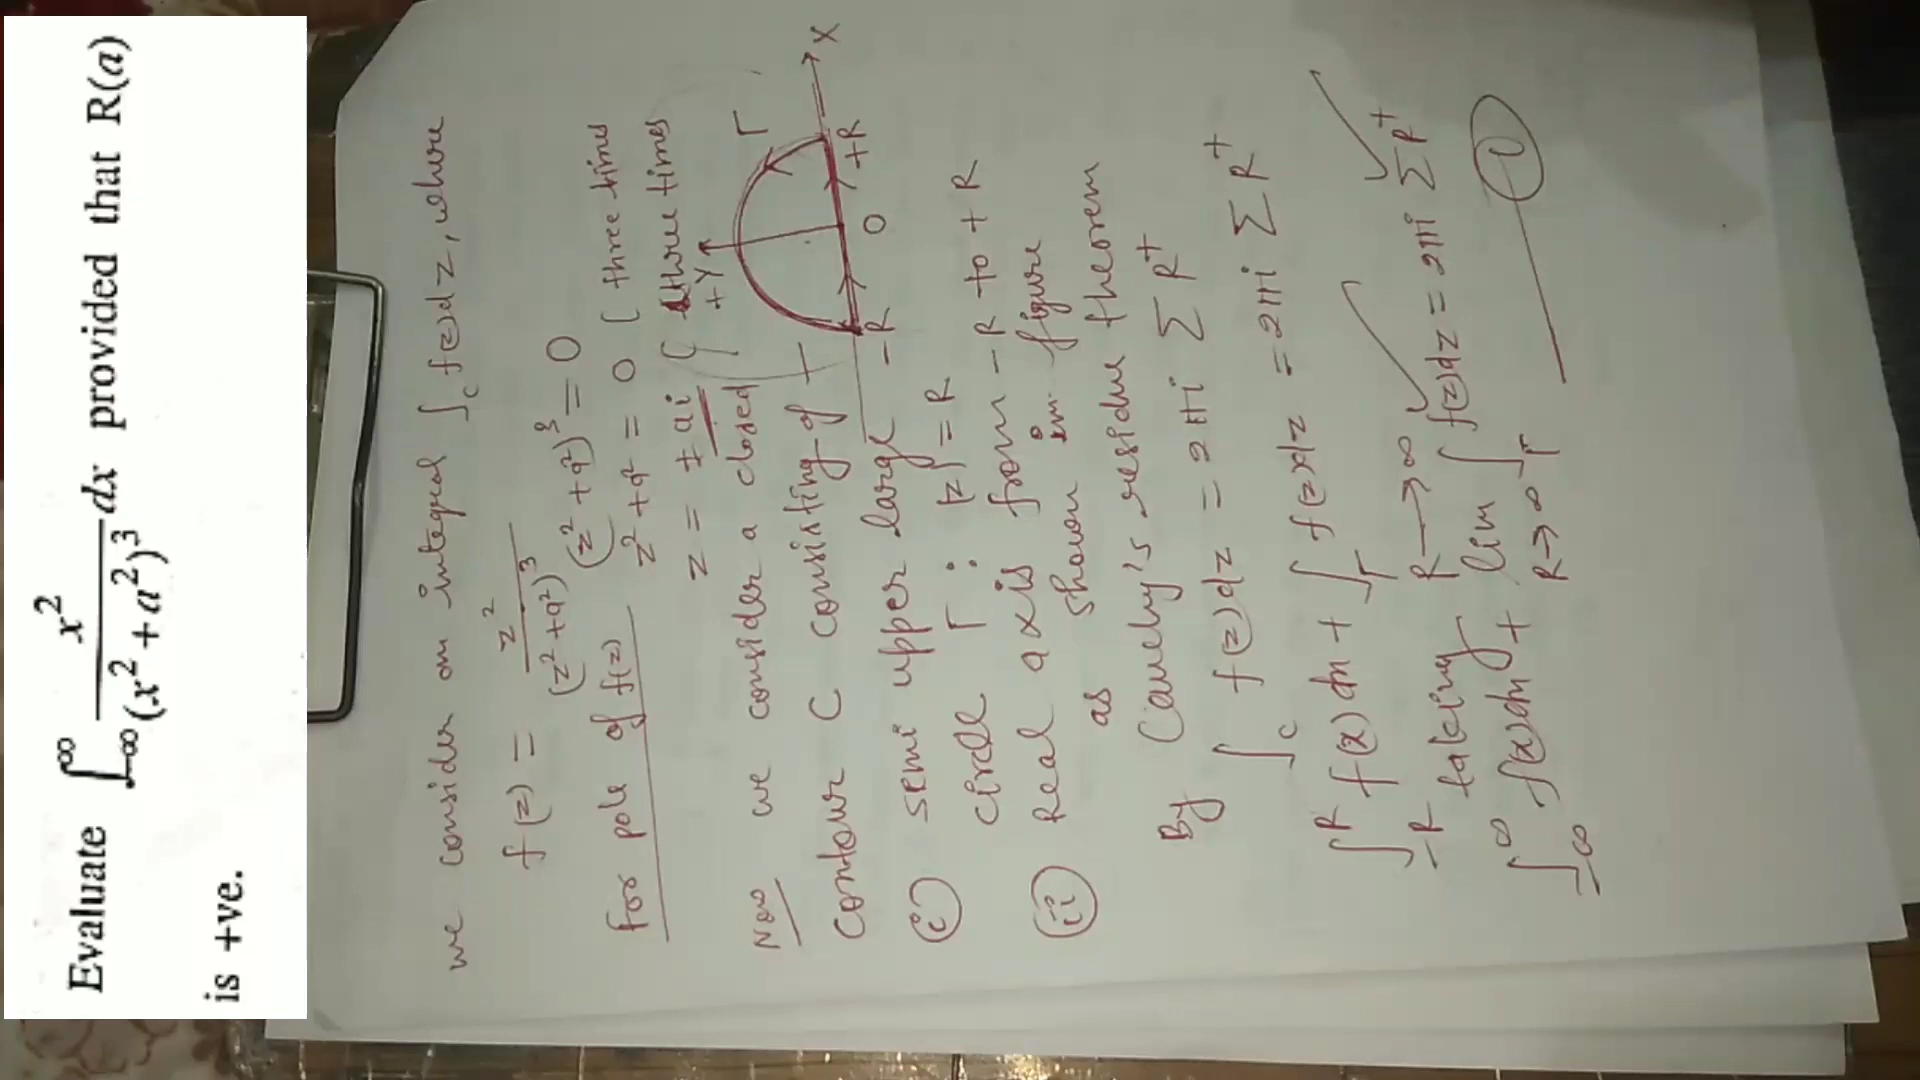 Evaluate ∫_{-∞}^{∞} x²/(x² + a²)³ dx provided that R(a)
is +ve.
we consider an integral ∫_c f(z)dz, where
f(z) = z²/(z²+a²)³
For pole of f(z) (z²+a²)³ = 0
z²+a² = 0 [ three times
z = ± ai { three times
Now we consider a closed
Contour C consisting of
(i) semi upper large
circle Γ : |z| = R
(ii) Real axis from -R to + R
as shown in figure
+Y
Γ
-R O +R X
By Cauchy's residue theorem
∫_c f(z)dz = 2πi Σ R⁺
∫_{-R}^{R} f(x)dx + ∫_Γ f(z)dz = 2πi Σ R⁺
taking R → ∞
∫_{-∞}^{∞} f(x)dx + lim_{R→∞} ∫_Γ f(z)dz = 2πi Σ R⁺
(1)